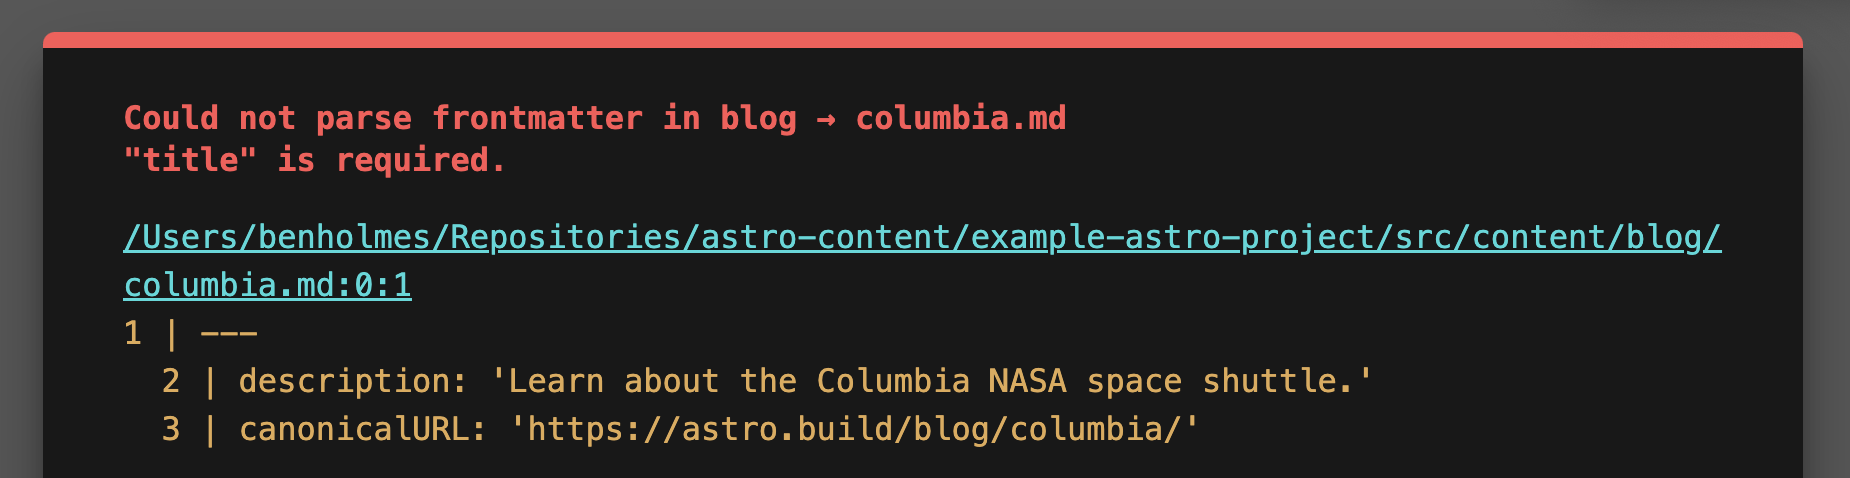 Could not parse frontmatter in blog → columbia.md
"title" is required.
/Users/benholmes/Repositories/astro-content/example-astro-project/src/content/blog/
columbia.md:0:1
1 | ---
2 | description: 'Learn about the Columbia NASA space shuttle.'
3 | canonicalURL: 'https://astro.build/blog/columbia/'